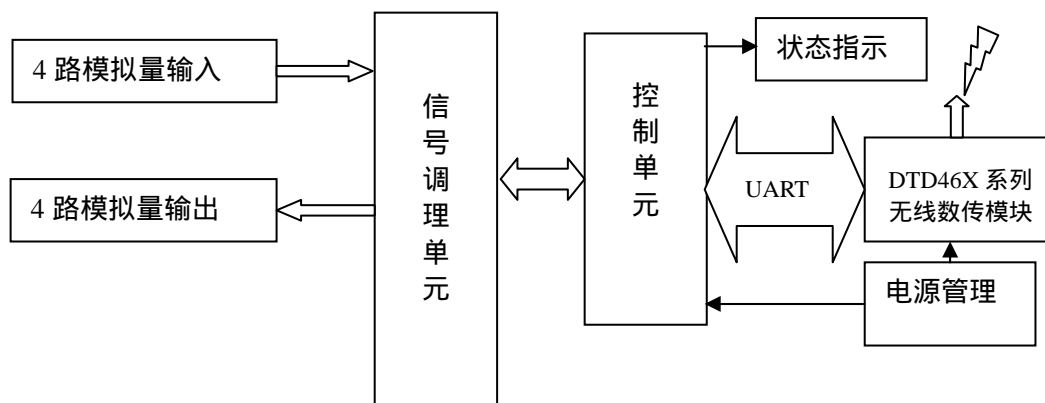 4 路模拟量输入
4 路模拟量输出
信号调理单元
控制单元
状态指示
UART
DTD46X 系列
无线数传模块
电源管理